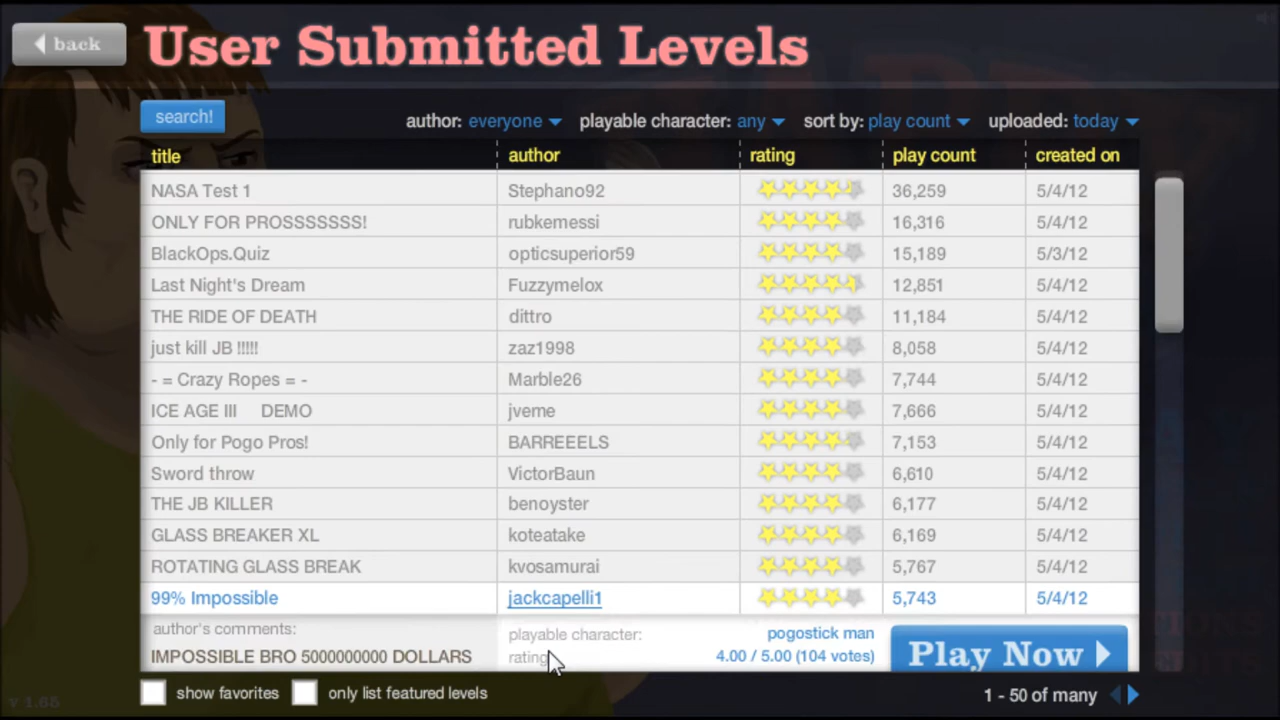 back
User Submitted Levels
search!
author: everyone playable character: any sort by: play count uploaded: today
title author rating play count created on
NASA Test 1 Stephano92 36,259 5/4/12
ONLY FOR PROSSSSSSS! rubkemessi 16,316 5/4/12
BlackOps.Quiz opticsuperior59 15,189 5/3/12
Last Night's Dream Fuzzymelox 12,851 5/4/12
THE RIDE OF DEATH dittro 11,184 5/4/12
just kill JB !!!!! zaz1998 8,058 5/4/12
- = Crazy Ropes = - Marble26 7,744 5/4/12
ICE AGE III DEMO jveme 7,666 5/4/12
Only for Pogo Pros! BARREEELS 7,153 5/4/12
Sword throw VictorBaun 6,610 5/4/12
THE JB KILLER benoyster 6,177 5/4/12
GLASS BREAKER XL koteatake 6,169 5/4/12
ROTATING GLASS BREAK kvosamurai 5,767 5/4/12
99% Impossible jackcapelli1 5,743 5/4/12
author's comments: playable character: pogostick man
IMPOSSIBLE BRO 5000000000 DOLLARS rating 4.00 / 5.00 (104 votes) Play Now
show favorites only list featured levels 1 - 50 of many
v 1.65